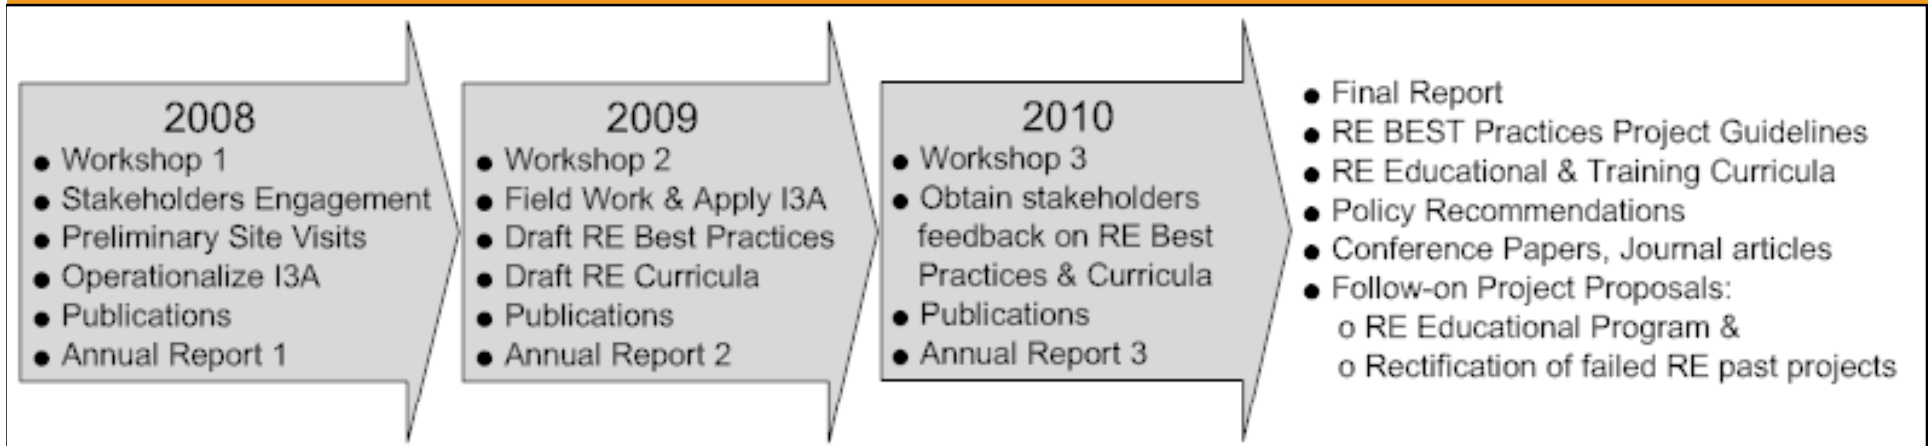 2008
● Workshop 1
● Stakeholders Engagement
● Preliminary Site Visits
● Operationalize I3A
● Publications
● Annual Report 1
2009
● Workshop 2
● Field Work & Apply I3A
● Draft RE Best Practices
● Draft RE Curricula
● Publications
● Annual Report 2
2010
● Workshop 3
● Obtain stakeholders
feedback on RE Best
Practices & Curricula
● Publications
● Annual Report 3
● Final Report
● RE BEST Practices Project Guidelines
● RE Educational & Training Curricula
● Policy Recommendations
● Conference Papers, Journal articles
● Follow-on Project Proposals:
o RE Educational Program &
o Rectification of failed RE past projects